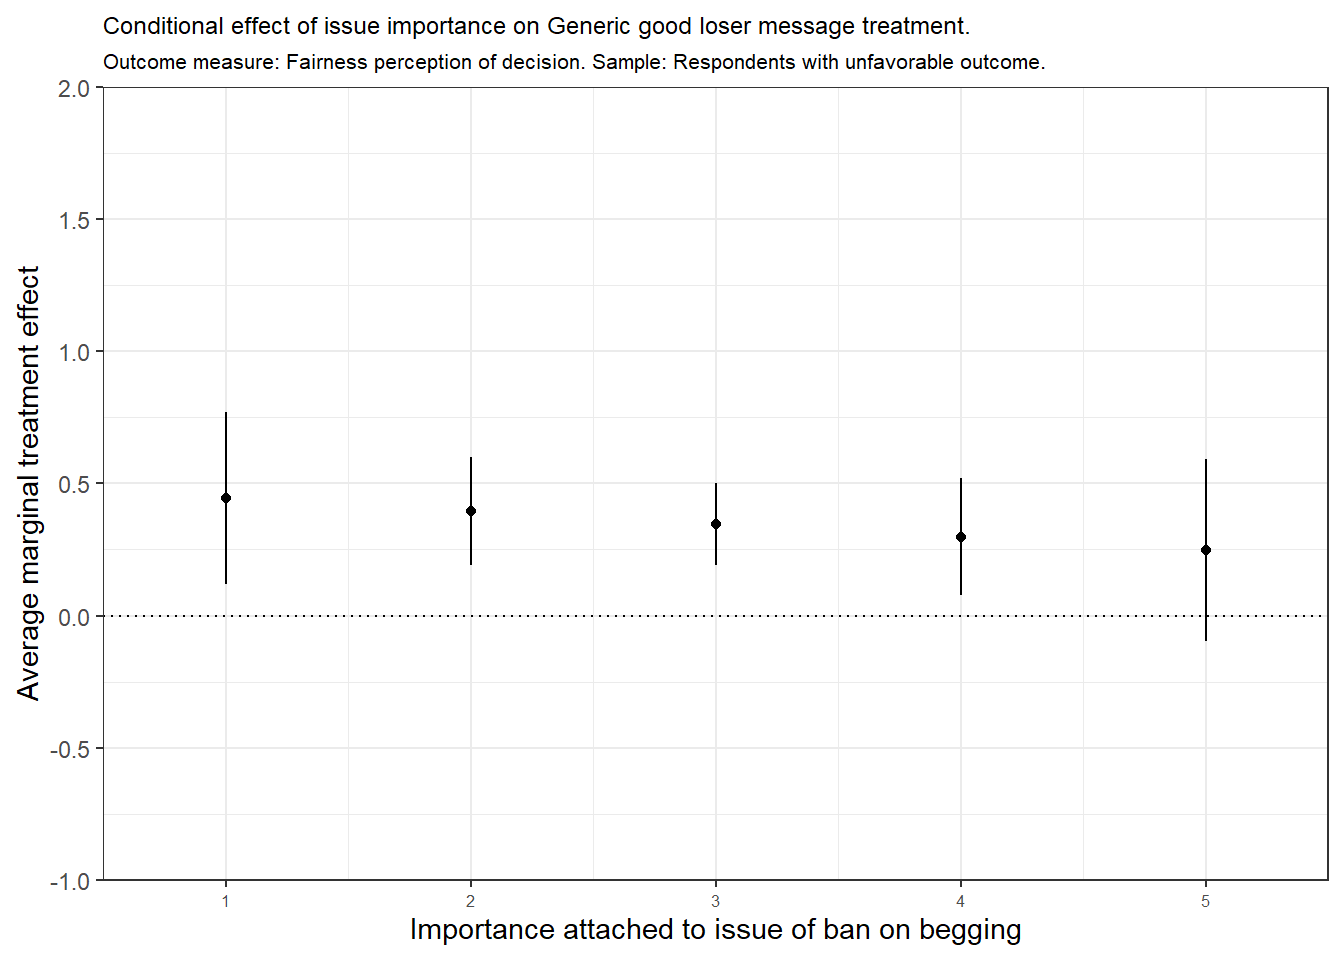 Conditional effect of issue importance on Generic good loser message treatment.
Outcome measure: Fairness perception of decision. Sample: Respondents with unfavorable outcome.
Average marginal treatment effect
2.0
1.5
1.0
0.5
0.0
-0.5
-1.0
1 2 3 4 5
Importance attached to issue of ban on begging